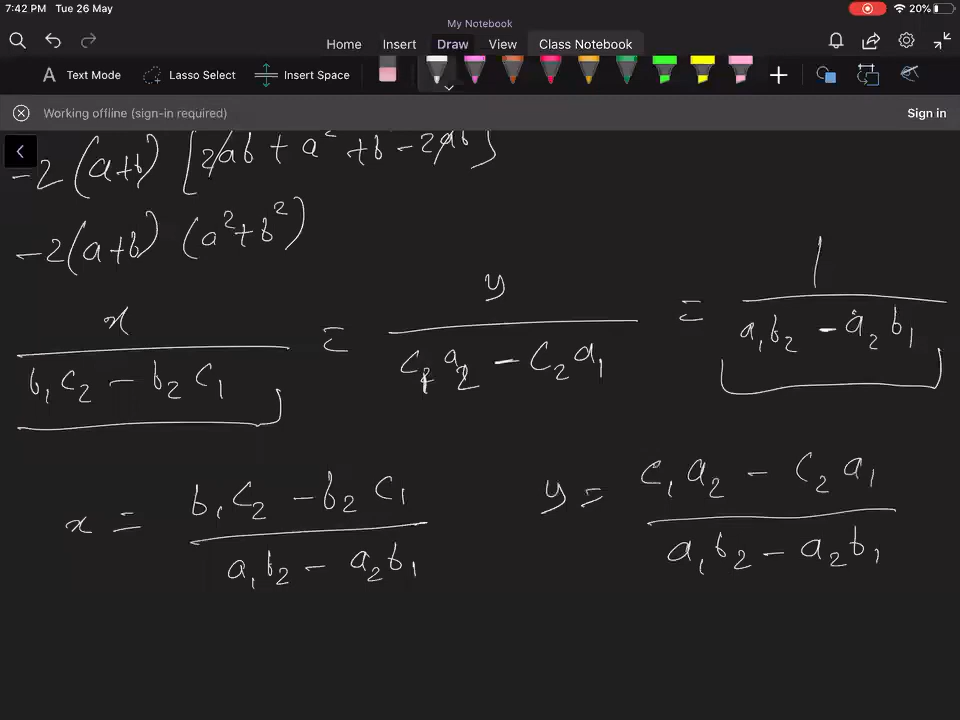 7:42 PM Tue 26 May 20%
My Notebook
Home Insert Draw View Class Notebook
Text Mode Lasso Select Insert Space
Working offline (sign-in required) Sign in
-2(a+b) [2ab + a² + b - 2ab]
-2(a+b) (a²+b²)
x / (b₁c₂ - b₂c₁) = y / (c₁a₂ - c₂a₁) = 1 / (a₁b₂ - a₂b₁)
x = (b₁c₂ - b₂c₁) / (a₁b₂ - a₂b₁) y = (c₁a₂ - c₂a₁) / (a₁b₂ - a₂b₁)